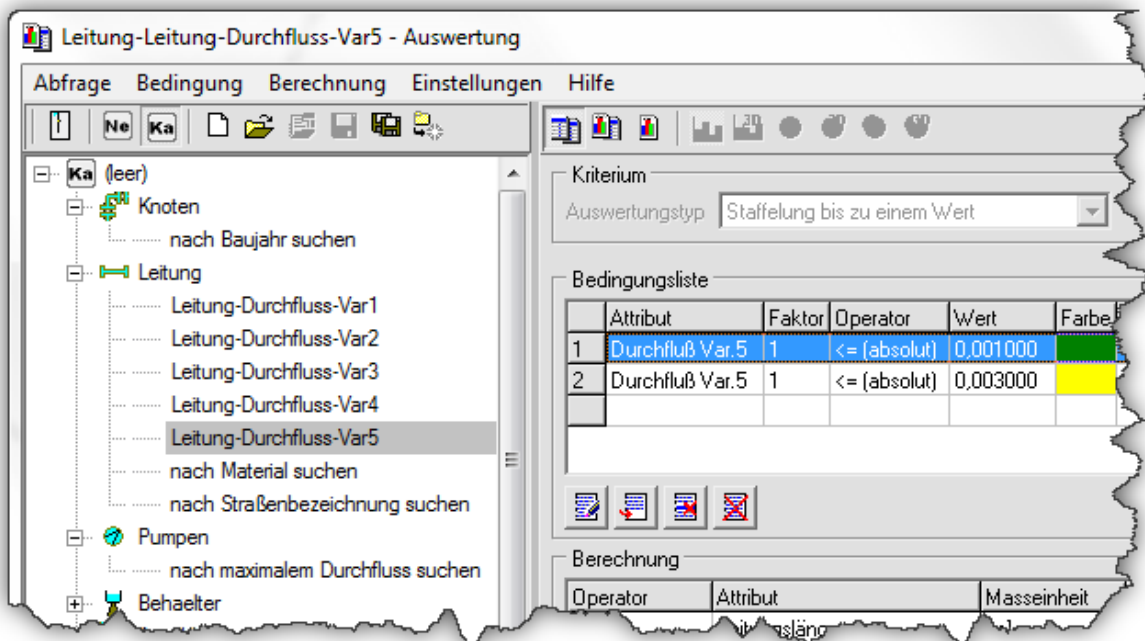 Leitung-Leitung-Durchfluss-Var5 - Auswertung
Abfrage Bedingung Berechnung Einstellungen Hilfe
Ne Ka
3D 3D 3D
Ka (leer)
Knoten
nach Baujahr suchen
Leitung
Leitung-Durchfluss-Var1
Leitung-Durchfluss-Var2
Leitung-Durchfluss-Var3
Leitung-Durchfluss-Var4
Leitung-Durchfluss-Var5
nach Material suchen
nach Straßenbezeichnung suchen
Pumpen
nach maximalem Durchfluss suchen
Behaelter
Kriterium
Auswertungstyp Staffelung bis zu einem Wert
Bedingungsliste
Attribut Faktor Operator Wert Farbe
1 Durchfluß Var.5 1 <= (absolut) 0,001000
2 Durchfluß Var.5 1 <= (absolut) 0,003000
Berechnung
Operator Attribut Masseinheit